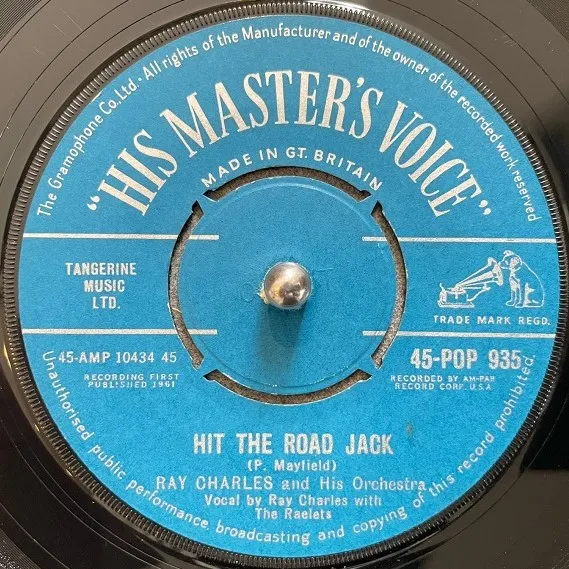 The Gramophone Co., Ltd. - All rights of the Manufacturer and of the owner of the recorded work reserved
"HIS MASTER'S VOICE"
MADE IN GT. BRITAIN
TANGERINE
MUSIC
LTD.
TRADE MARK REGD.
45-AMP 10434 45
RECORDING FIRST
PUBLISHED 1961
45-POP 935
RECORDED BY AM-PAR
RECORD CORP. U.S.A
HIT THE ROAD JACK
(P. Mayfield)
RAY CHARLES and His Orchestra
Vocal by Ray Charles with
The Raelets
Unauthorised public performance broadcasting and copying of this record prohibited.